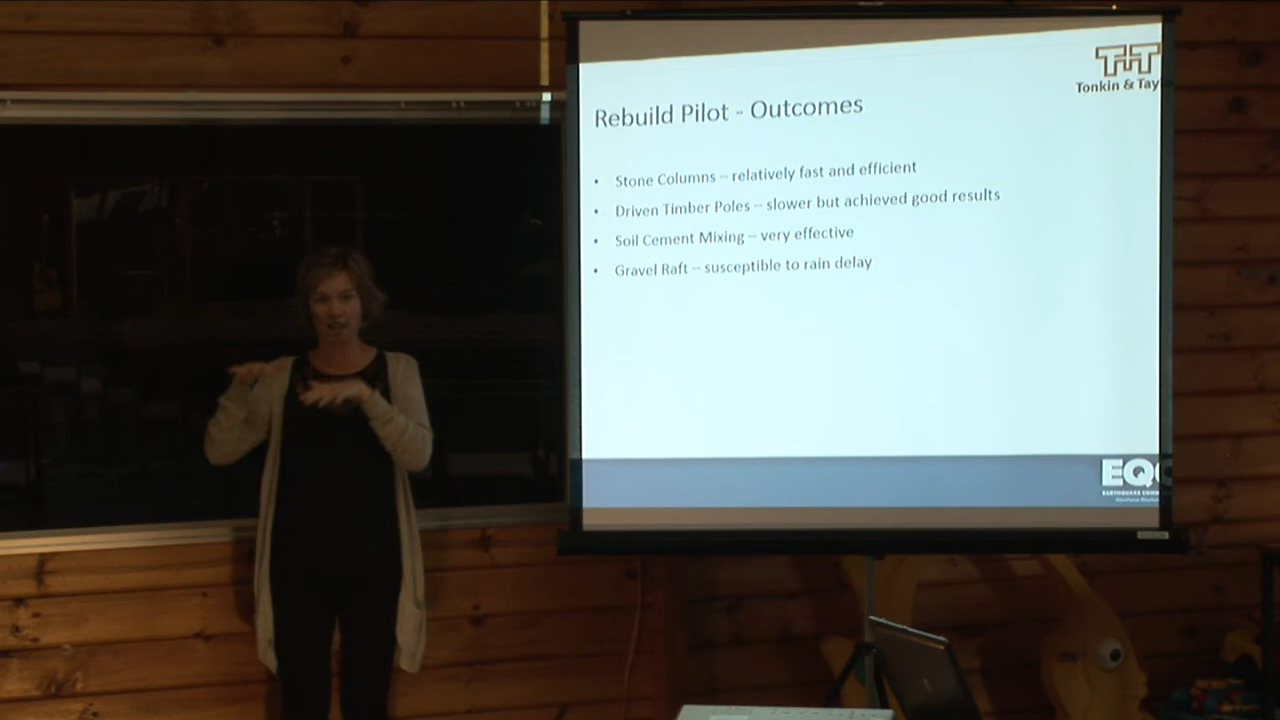 Tonkin & Tay
Rebuild Pilot - Outcomes
• Stone Columns – relatively fast and efficient
• Driven Timber Poles – slower but achieved good results
• Soil Cement Mixing – very effective
• Gravel Raft – susceptible to rain delay
EQC